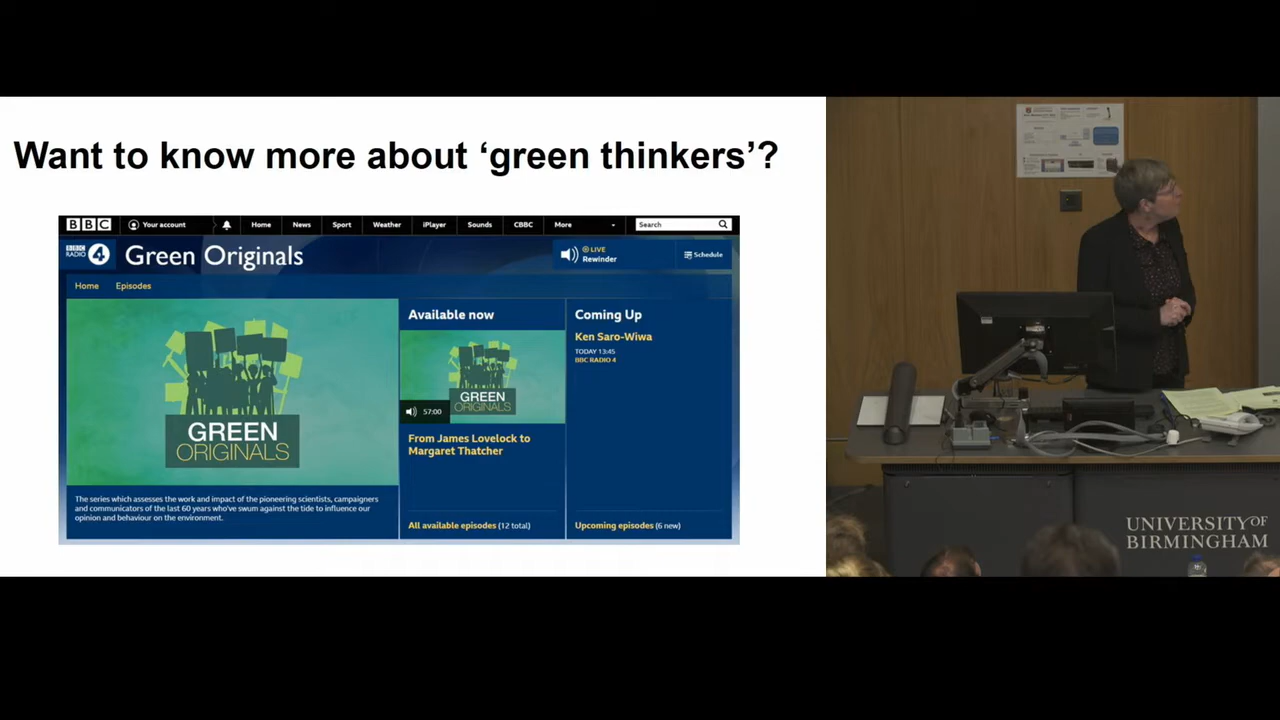 Want to know more about ‘green thinkers’?
BBC Your account Home News Sport Weather iPlayer Sounds CBBC More Search
BBC RADIO 4 Green Originals
LIVE
Rewinder
Schedule
Home Episodes
GREEN
ORIGINALS
The series which assesses the work and impact of the pioneering scientists, campaigners
and communicators of the last 60 years who've swum against the tide to influence our
opinion and behaviour on the environment.
Available now
57:00
GREEN
ORIGINALS
From James Lovelock to
Margaret Thatcher
All available episodes (12 total)
Coming Up
Ken Saro-Wiwa
TODAY 13:45
BBC RADIO 4
Upcoming episodes (6 new)
UNIVERSITY OF
BIRMINGHAM